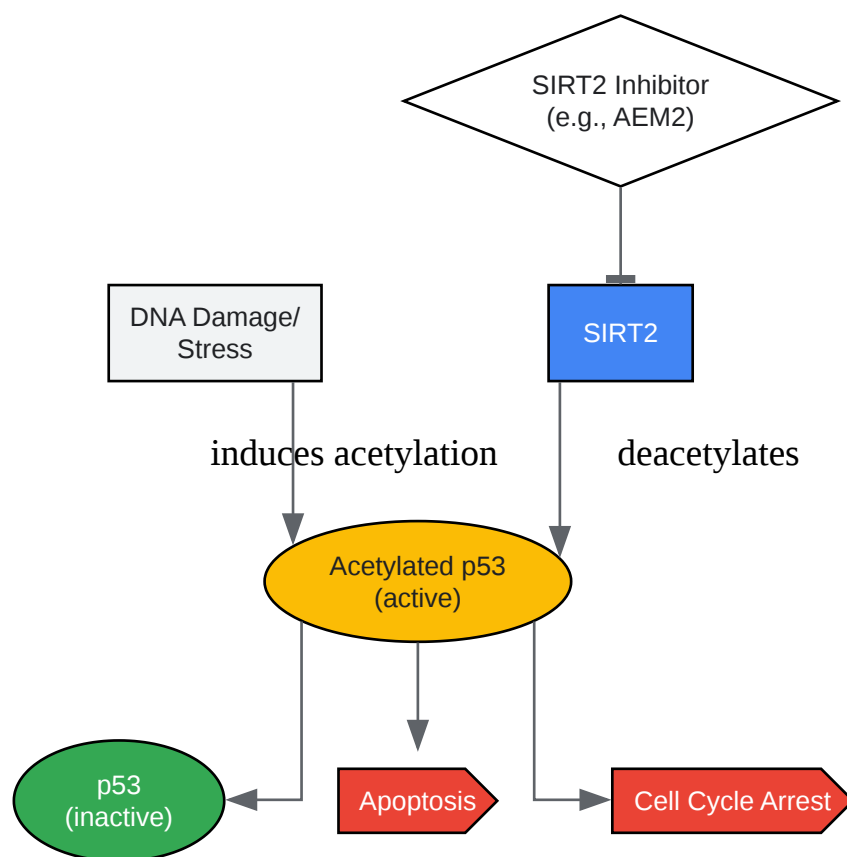 SIRT2 Inhibitor
(e.g., AEM2)
DNA Damage/
Stress
SIRT2
induces acetylation
deacetylates
Acetylated p53
(active)
p53
(inactive)
Apoptosis
Cell Cycle Arrest